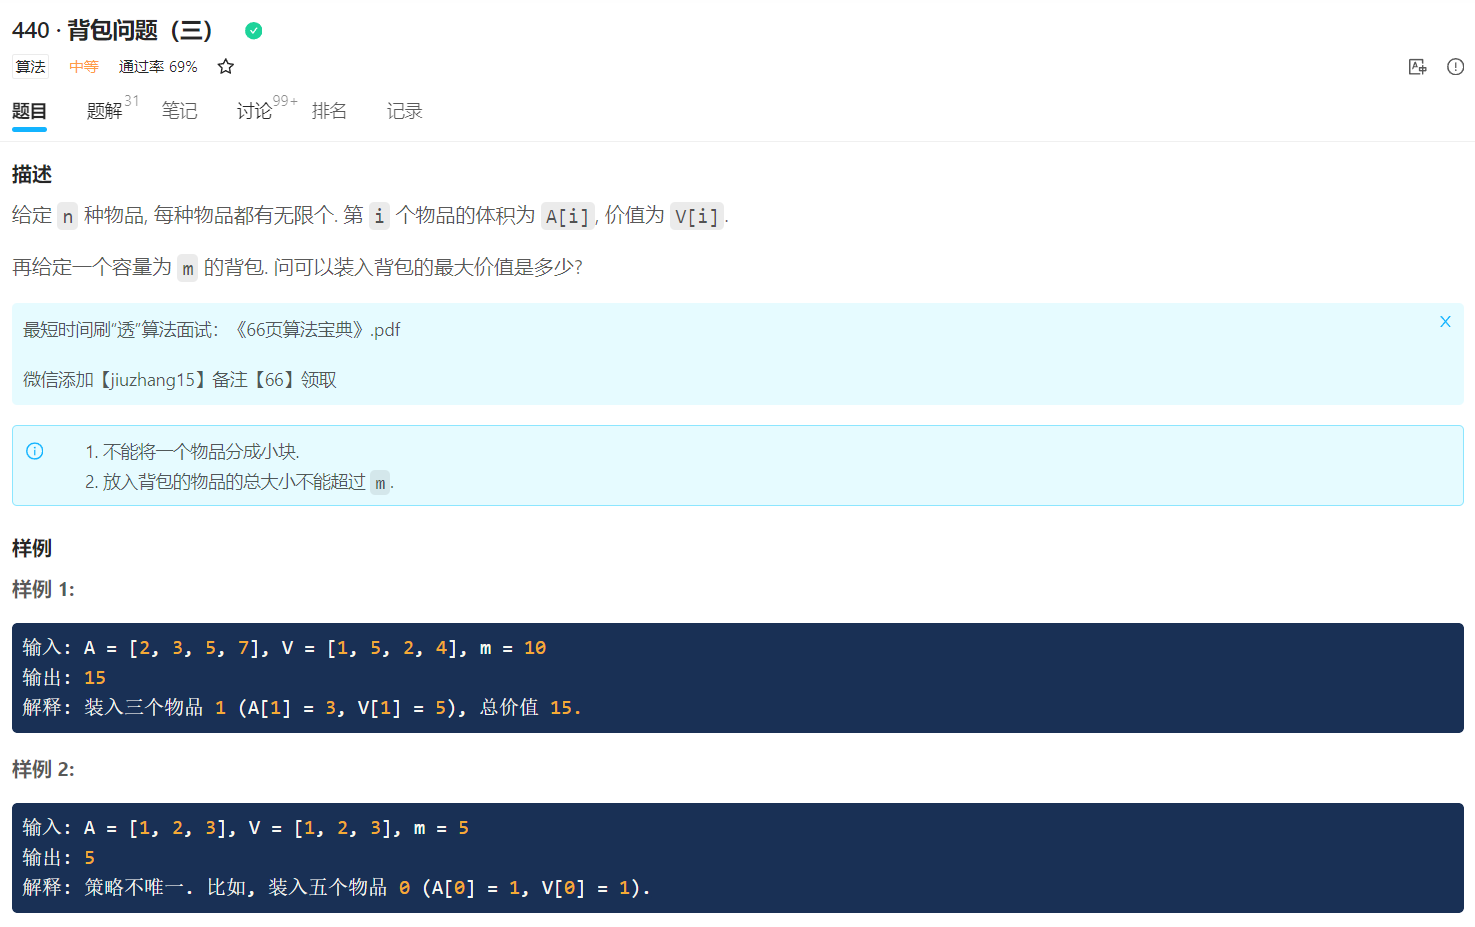 440 · 背包问题（三）
算法 中等 通过率 69%
题目 题解 31 笔记 讨论 99+ 排名 记录
描述
给定 n 种物品, 每种物品都有无限个. 第 i 个物品的体积为 A[i], 价值为 V[i].
再给定一个容量为 m 的背包. 问可以装入背包的最大价值是多少?
最短时间刷“透”算法面试：《66页算法宝典》.pdf
微信添加【jiuzhang15】备注【66】领取
1. 不能将一个物品分成小块.
2. 放入背包的物品的总大小不能超过 m.
样例
样例 1:
输入: A = [2, 3, 5, 7], V = [1, 5, 2, 4], m = 10
输出: 15
解释: 装入三个物品 1 (A[1] = 3, V[1] = 5), 总价值 15.
样例 2:
输入: A = [1, 2, 3], V = [1, 2, 3], m = 5
输出: 5
解释: 策略不唯一. 比如, 装入五个物品 0 (A[0] = 1, V[0] = 1).